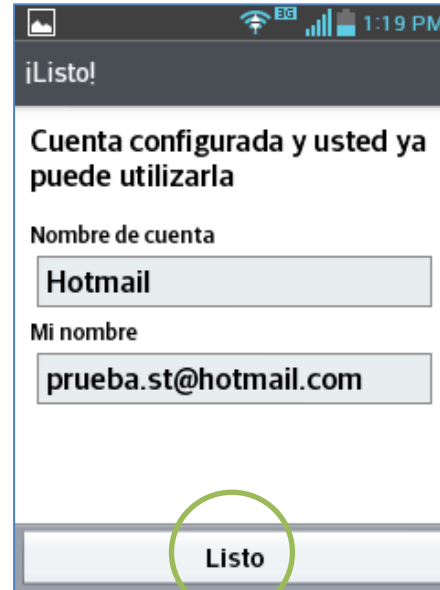 3G 1:19 PM
¡Listo!
Cuenta configurada y usted ya
puede utilizarla
Nombre de cuenta
Hotmail
Mi nombre
prueba.st@hotmail.com
Listo